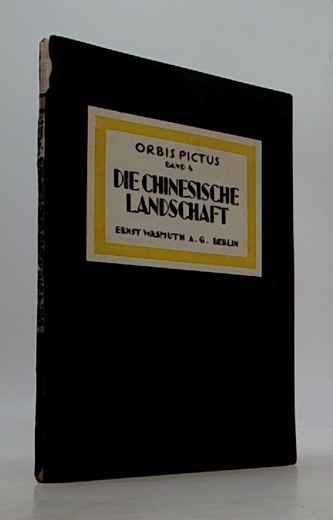 ORBIS PICTUS
BAND 4
DIE CHINESISCHE
LANDSCHAFT
ERNST WASMUTH A. G. BERLIN